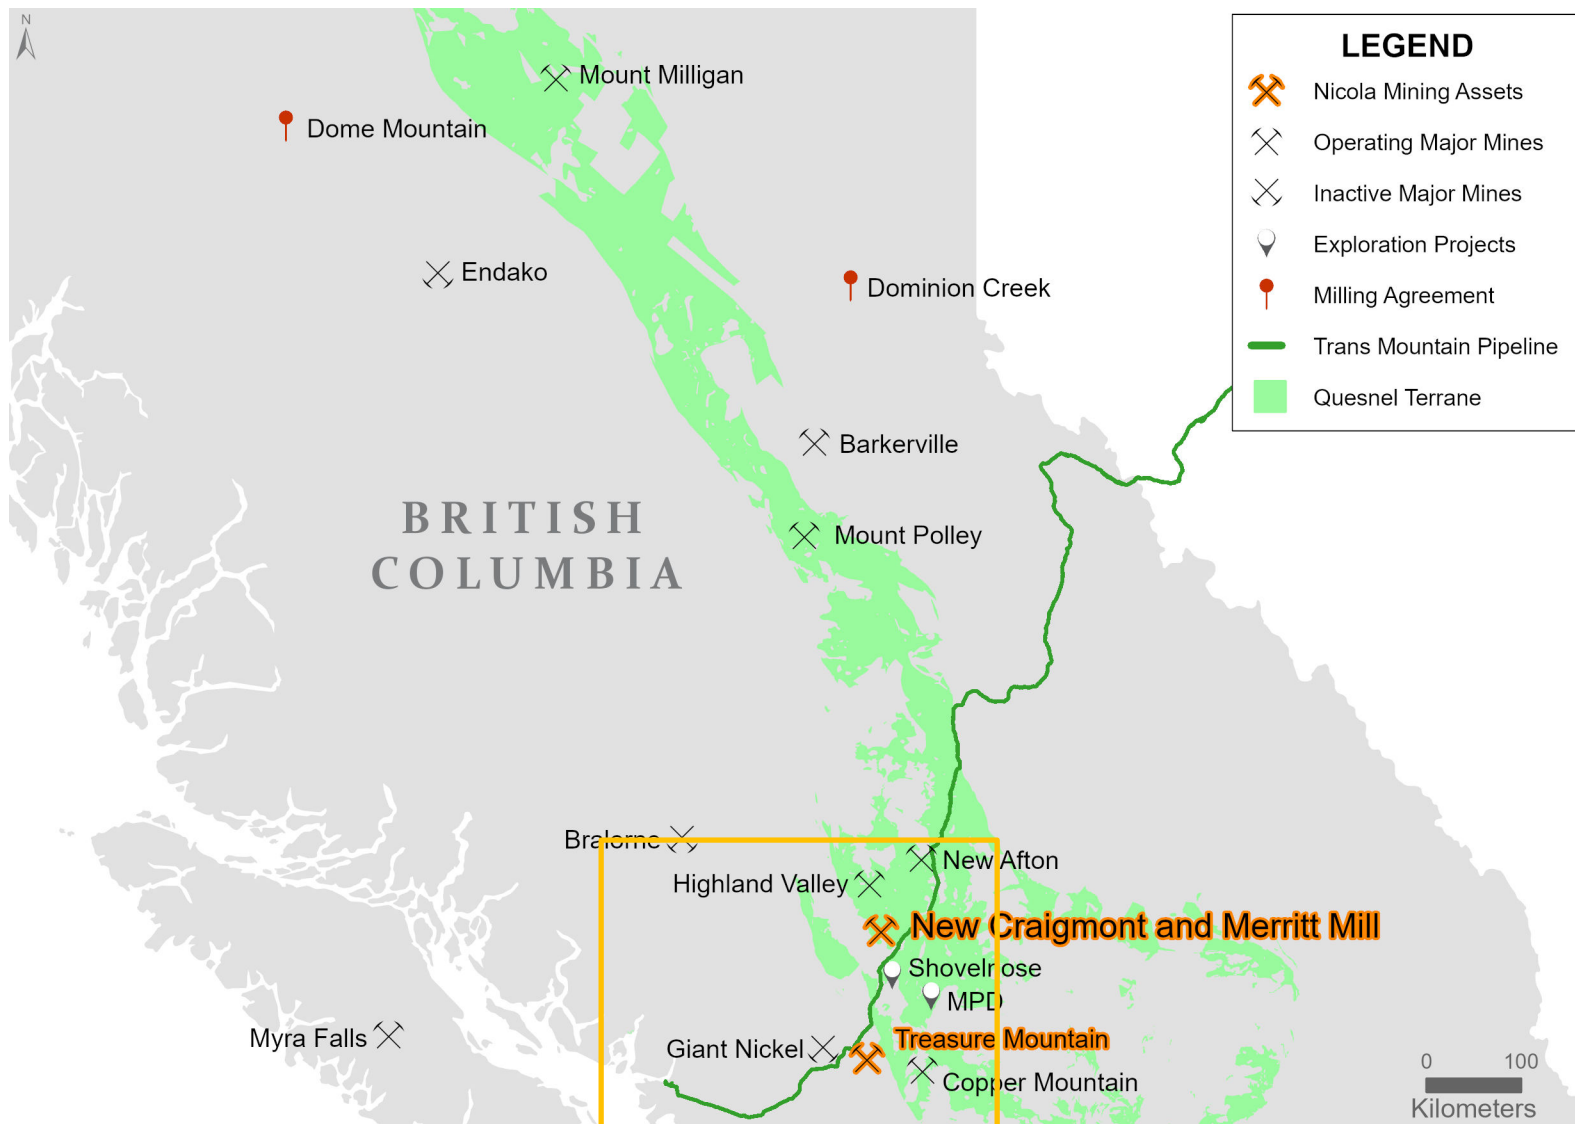 N
LEGEND
Nicola Mining Assets
Operating Major Mines
Inactive Major Mines
Exploration Projects
Milling Agreement
Trans Mountain Pipeline
Quesnel Terrane
Mount Milligan
Dome Mountain
Endako
Dominion Creek
Barkerville
BRITISH
COLUMBIA
Mount Polley
Bralorne
New Afton
Highland Valley
New Craigmont and Merritt Mill
Shovelnose
MPD
Myra Falls
Giant Nickel
Treasure Mountain
Copper Mountain
0 100
Kilometers